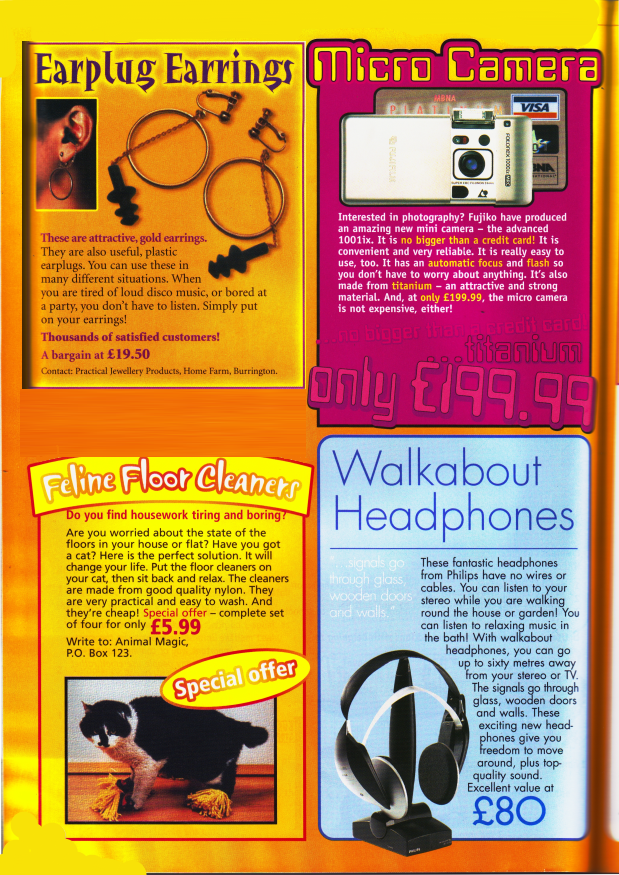 Earplug Earrings
These are attractive, gold earrings.
They are also useful, plastic
earplugs. You can use these in
many different situations. When
you are tired of loud disco music, or bored at
a party, you don't have to listen. Simply put
on your earrings!
Thousands of satisfied customers!
A bargain at £19.50
Contact: Practical Jewellery Products, Home Farm, Burrington.
Micro Camera
MBNA
PLATINUM
VISA
Interested in photography? Fujiko have produced
an amazing new mini camera – the advanced
1001ix. It is no bigger than a credit card! It is
convenient and very reliable. It is really easy to
use, too. It has an automatic focus and flash so
you don't have to worry about anything. It's also
made from titanium – an attractive and strong
material. And, at only £199.99, the micro camera
is not expensive, either!
...no bigger than a credit card
...titanium
only £199.99
Feline Floor Cleaners
Do you find housework tiring and boring?
Are you worried about the state of the
floors in your house or flat? Have you got
a cat? Here is the perfect solution. It will
change your life. Put the floor cleaners on
your cat, then sit back and relax. The cleaners
are made from good quality nylon. They
are very practical and easy to wash. And
they're cheap! Special offer – complete set
of four for only £5.99
Write to: Animal Magic,
P.O. Box 123.
Special offer
Walkabout
Headphones
"...signals go
through glass,
wooden doors
and walls."
These fantastic headphones
from Philips have no wires or
cables. You can listen to your
stereo while you are walking
round the house or garden! You
can listen to relaxing music in
the bath! With walkabout
headphones, you can go
up to sixty metres away
from your stereo or TV.
The signals go through
glass, wooden doors
and walls. These
exciting new head-
phones give you
freedom to move
around, plus top-
quality sound.
Excellent value at
£80
PHILIPS